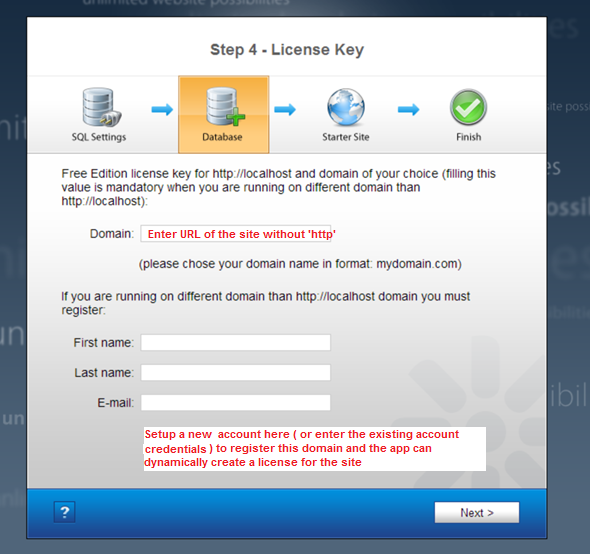 unlimited website possibilities
Step 4 - License Key
SQL Settings
Database
Starter Site
Finish
Free Edition license key for http://localhost and domain of your choice (filling this
value is mandatory when you are running on different domain than
http://localhost):
Domain:
Enter URL of the site without 'http'
(please chose your domain name in format: mydomain.com)
If you are running on different domain than http://localhost domain you must
register:
First name:
Last name:
E-mail:
Setup a new account here ( or enter the existing account
credentials ) to register this domain and the app can
dynamically create a license for the site
?
Next >